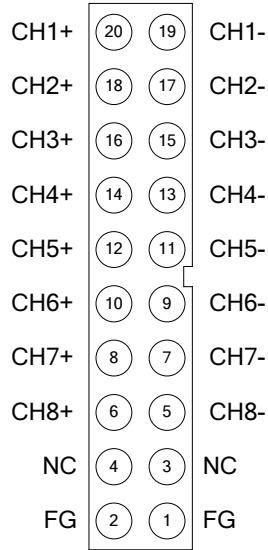 CH1+ 20 19 CH1-
CH2+ 18 17 CH2-
CH3+ 16 15 CH3-
CH4+ 14 13 CH4-
CH5+ 12 11 CH5-
CH6+ 10 9 CH6-
CH7+ 8 7 CH7-
CH8+ 6 5 CH8-
NC 4 3 NC
FG 2 1 FG